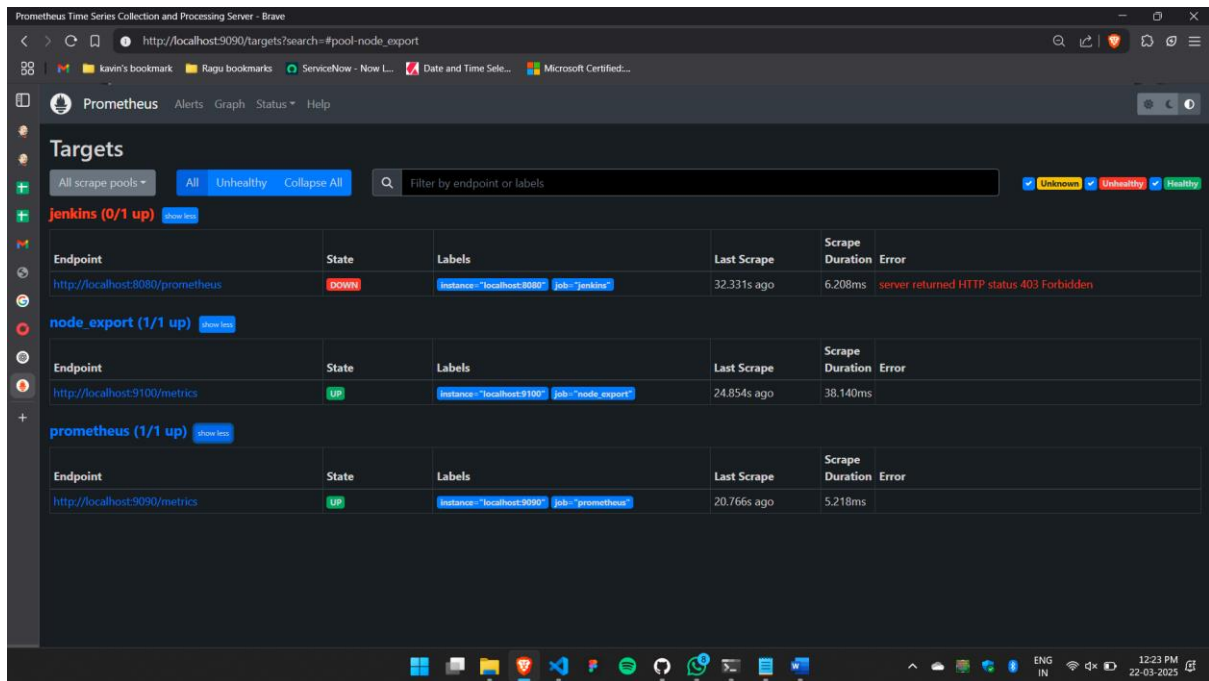 Prometheus Time Series Collection and Processing Server - Brave
http://localhost:9090/targets?search=#pool-node_export
kavin's bookmark Ragu bookmarks ServiceNow - Now L... Date and Time Sele... Microsoft Certified:...
Prometheus Alerts Graph Status Help
Targets
All scrape pools All Unhealthy Collapse All Filter by endpoint or labels Unknown Unhealthy Healthy
jenkins (0/1 up) show less
Endpoint State Labels Last Scrape Scrape Duration Error
http://localhost:8080/prometheus DOWN instance="localhost:8080" job="jenkins" 32.331s ago 6.208ms server returned HTTP status 403 Forbidden
node_export (1/1 up) show less
Endpoint State Labels Last Scrape Scrape Duration Error
http://localhost:9100/metrics UP instance="localhost:9100" job="node_export" 24.854s ago 38.140ms
prometheus (1/1 up) show less
Endpoint State Labels Last Scrape Scrape Duration Error
http://localhost:9090/metrics UP instance="localhost:9090" job="prometheus" 20.766s ago 5.218ms
8 ENG 12:23 PM
IN 22-03-2025